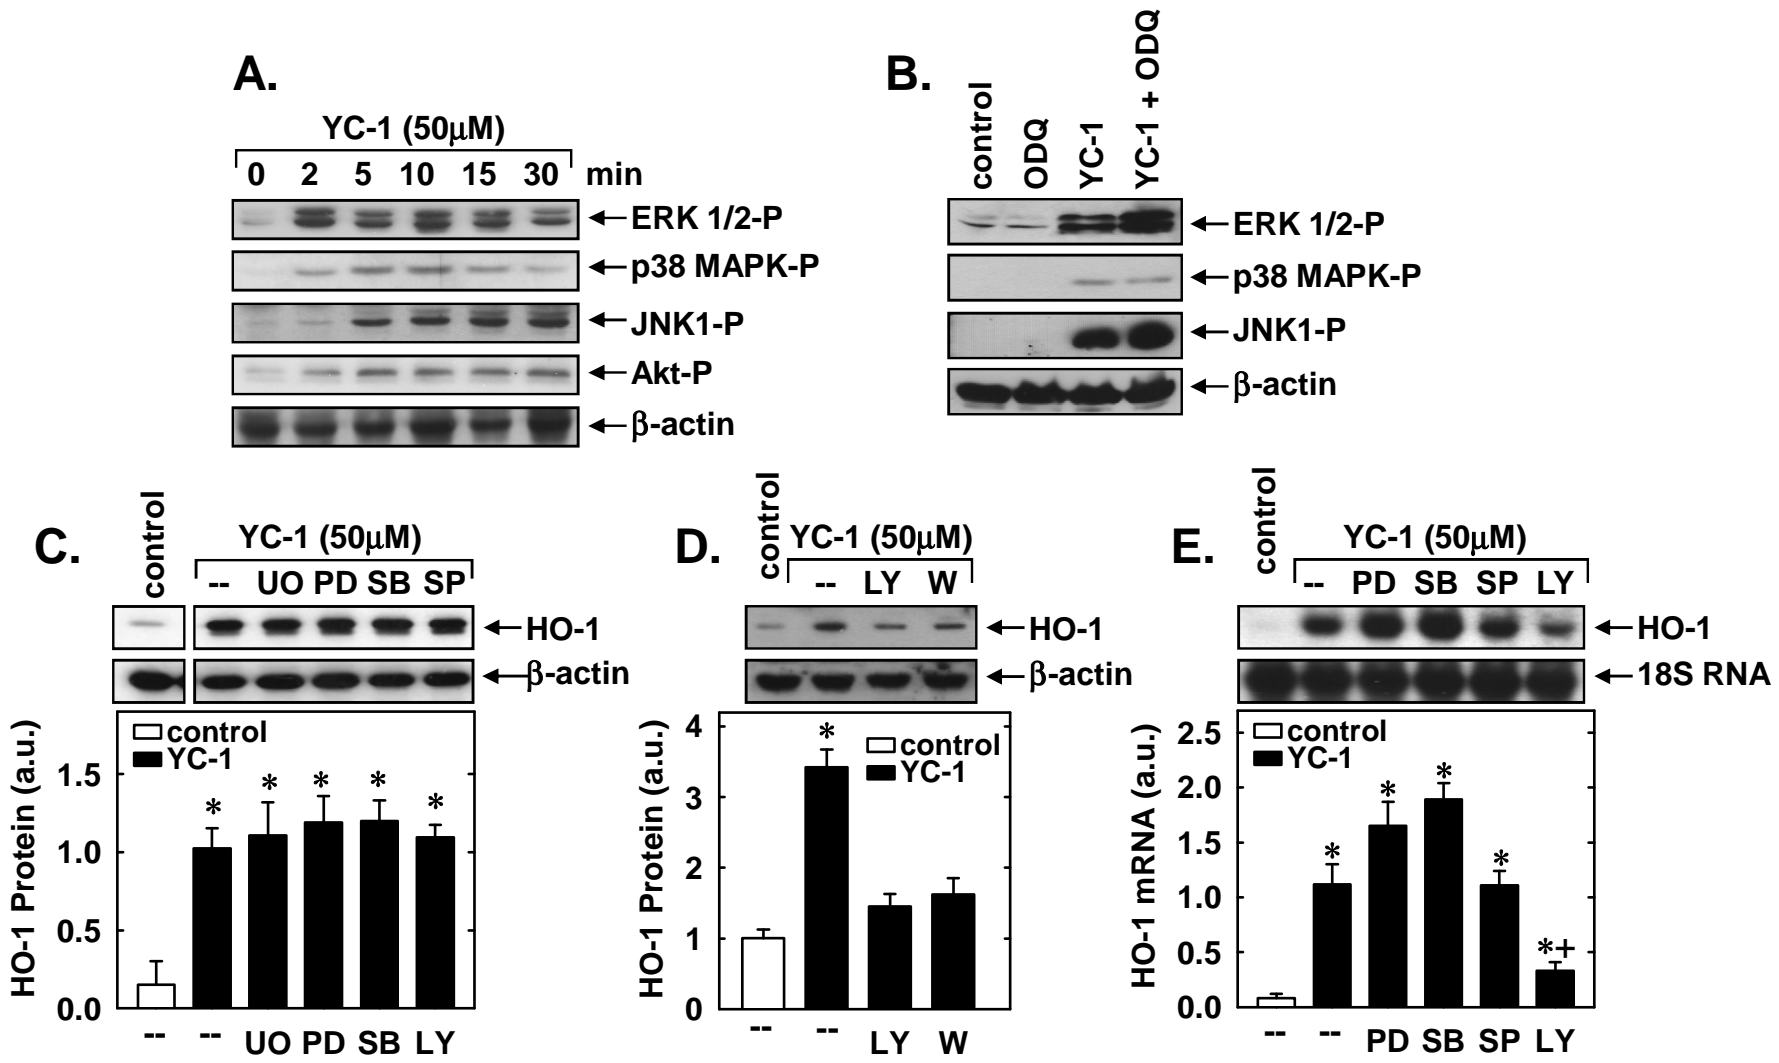 A.
YC-1 (50μM)
0 2 5 10 15 30 min
ERK 1/2-P
p38 MAPK-P
JNK1-P
Akt-P
β-actin
B.
control ODQ YC-1 YC-1 + ODQ
ERK 1/2-P
p38 MAPK-P
JNK1-P
β-actin
C.
control
YC-1 (50μM)
-- UO PD SB SP
HO-1
β-actin
HO-1 Protein (a.u.)
control
YC-1
1.5
1.0
0.5
0.0
* * * * *
-- -- UO PD SB LY
D.
control
YC-1 (50μM)
-- LY W
HO-1
β-actin
HO-1 Protein (a.u.)
control
YC-1
4
3
2
1
0
*
-- -- LY W
E.
control
YC-1 (50μM)
-- PD SB SP LY
HO-1
18S RNA
HO-1 mRNA (a.u.)
control
YC-1
2.5
2.0
1.5
1.0
0.5
0.0
* * * * *+
-- -- PD SB SP LY